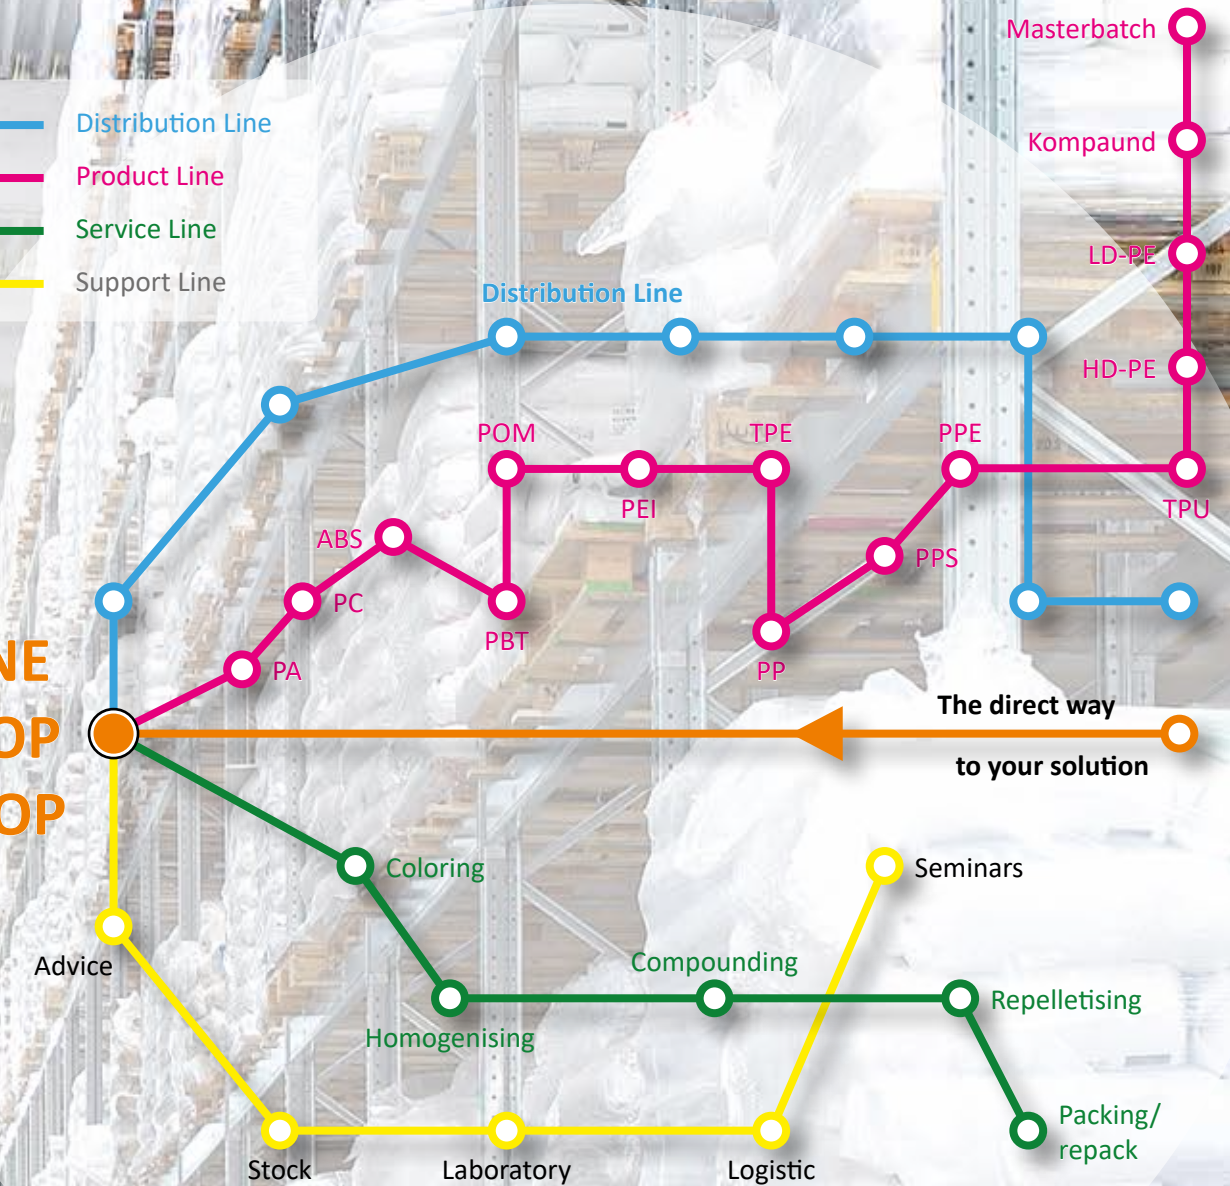 Masterbatch
Distribution Line
Kompaund
Product Line
Service Line
LD-PE
Support Line
Distribution Line
HD-PE
POM
TPE
PPE
PEI
TPU
ABS
PPS
PC
PBT
PA
PP
NE
OP
OP
The direct way
to your solution
Coloring
Seminars
Advice
Compounding
Repelletising
Homogenising
Packing/
repack
Stock
Laboratory
Logistic